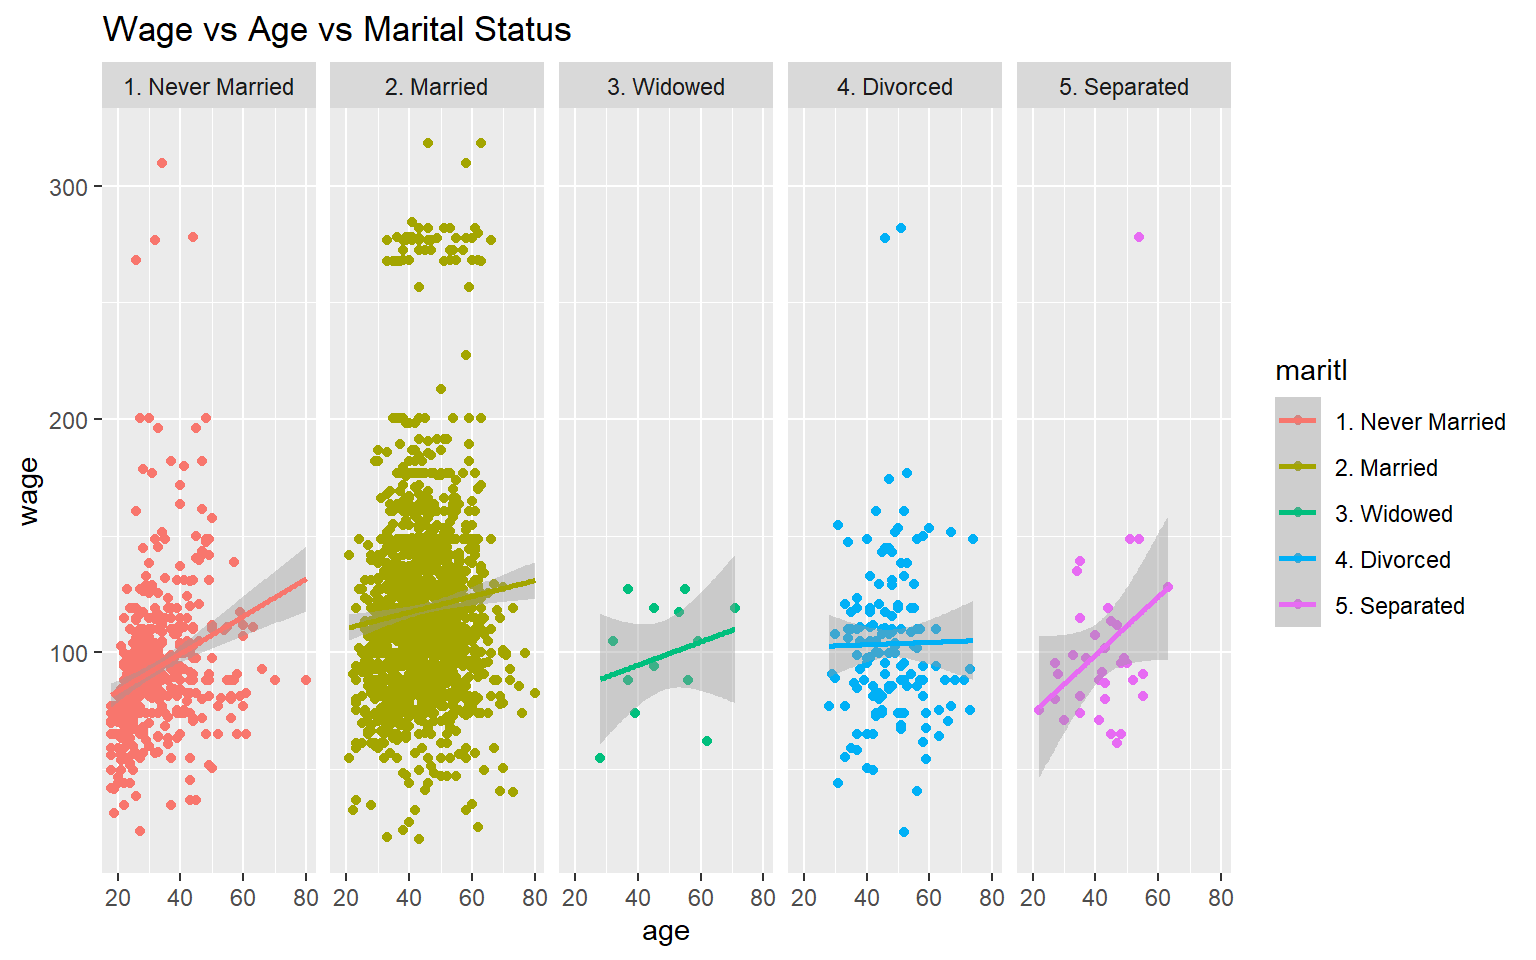 Wage vs Age vs Marital Status
1. Never Married 2. Married 3. Widowed 4. Divorced 5. Separated
300
200
100
wage
20 40 60 80 20 40 60 80 20 40 60 80 20 40 60 80 20 40 60 80
age
maritl
1. Never Married
2. Married
3. Widowed
4. Divorced
5. Separated